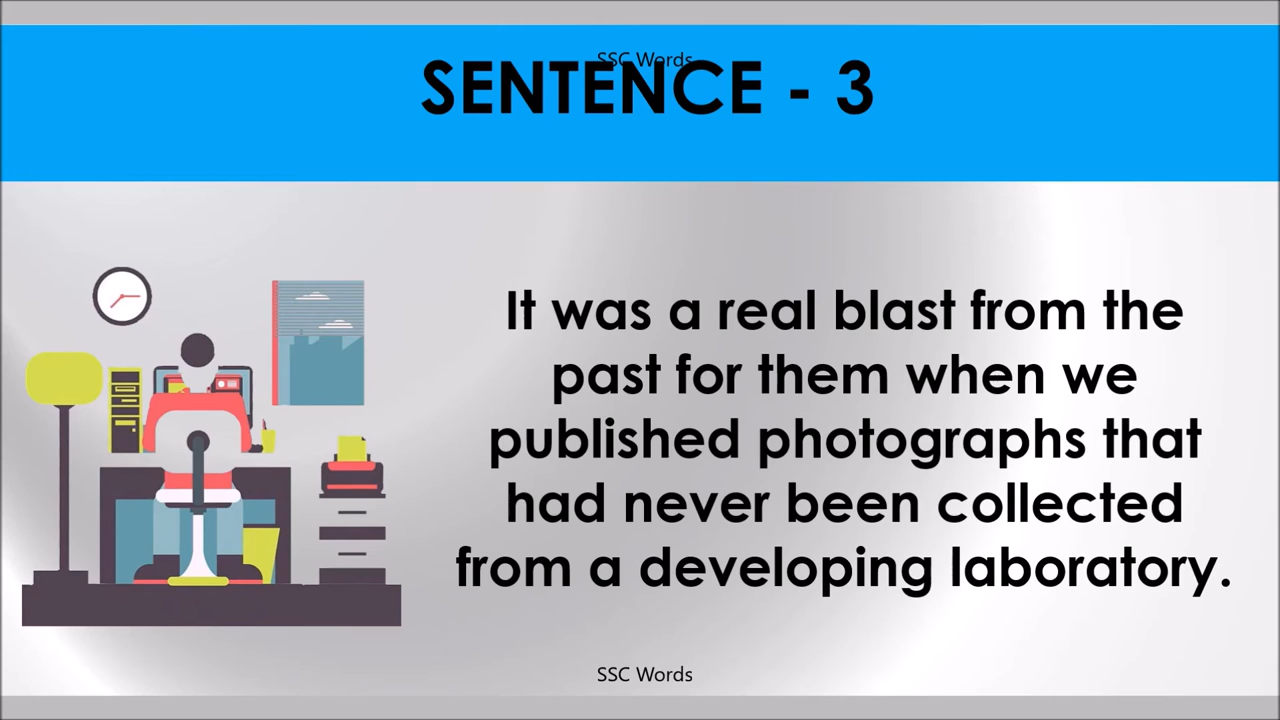 SSC Words
SENTENCE - 3
It was a real blast from the
past for them when we
published photographs that
had never been collected
from a developing laboratory.
SSC Words